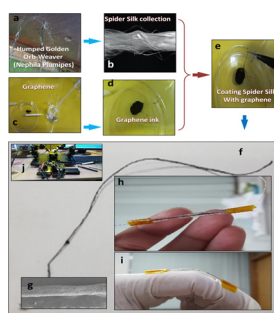 a
Humped Golden
Orb-Weaver
(Nephila Plumipes)
Spider Silk collection
b
Graphene
c
d
Graphene ink
e
Coating Spider Silk
With graphene
f
j
h
g
i